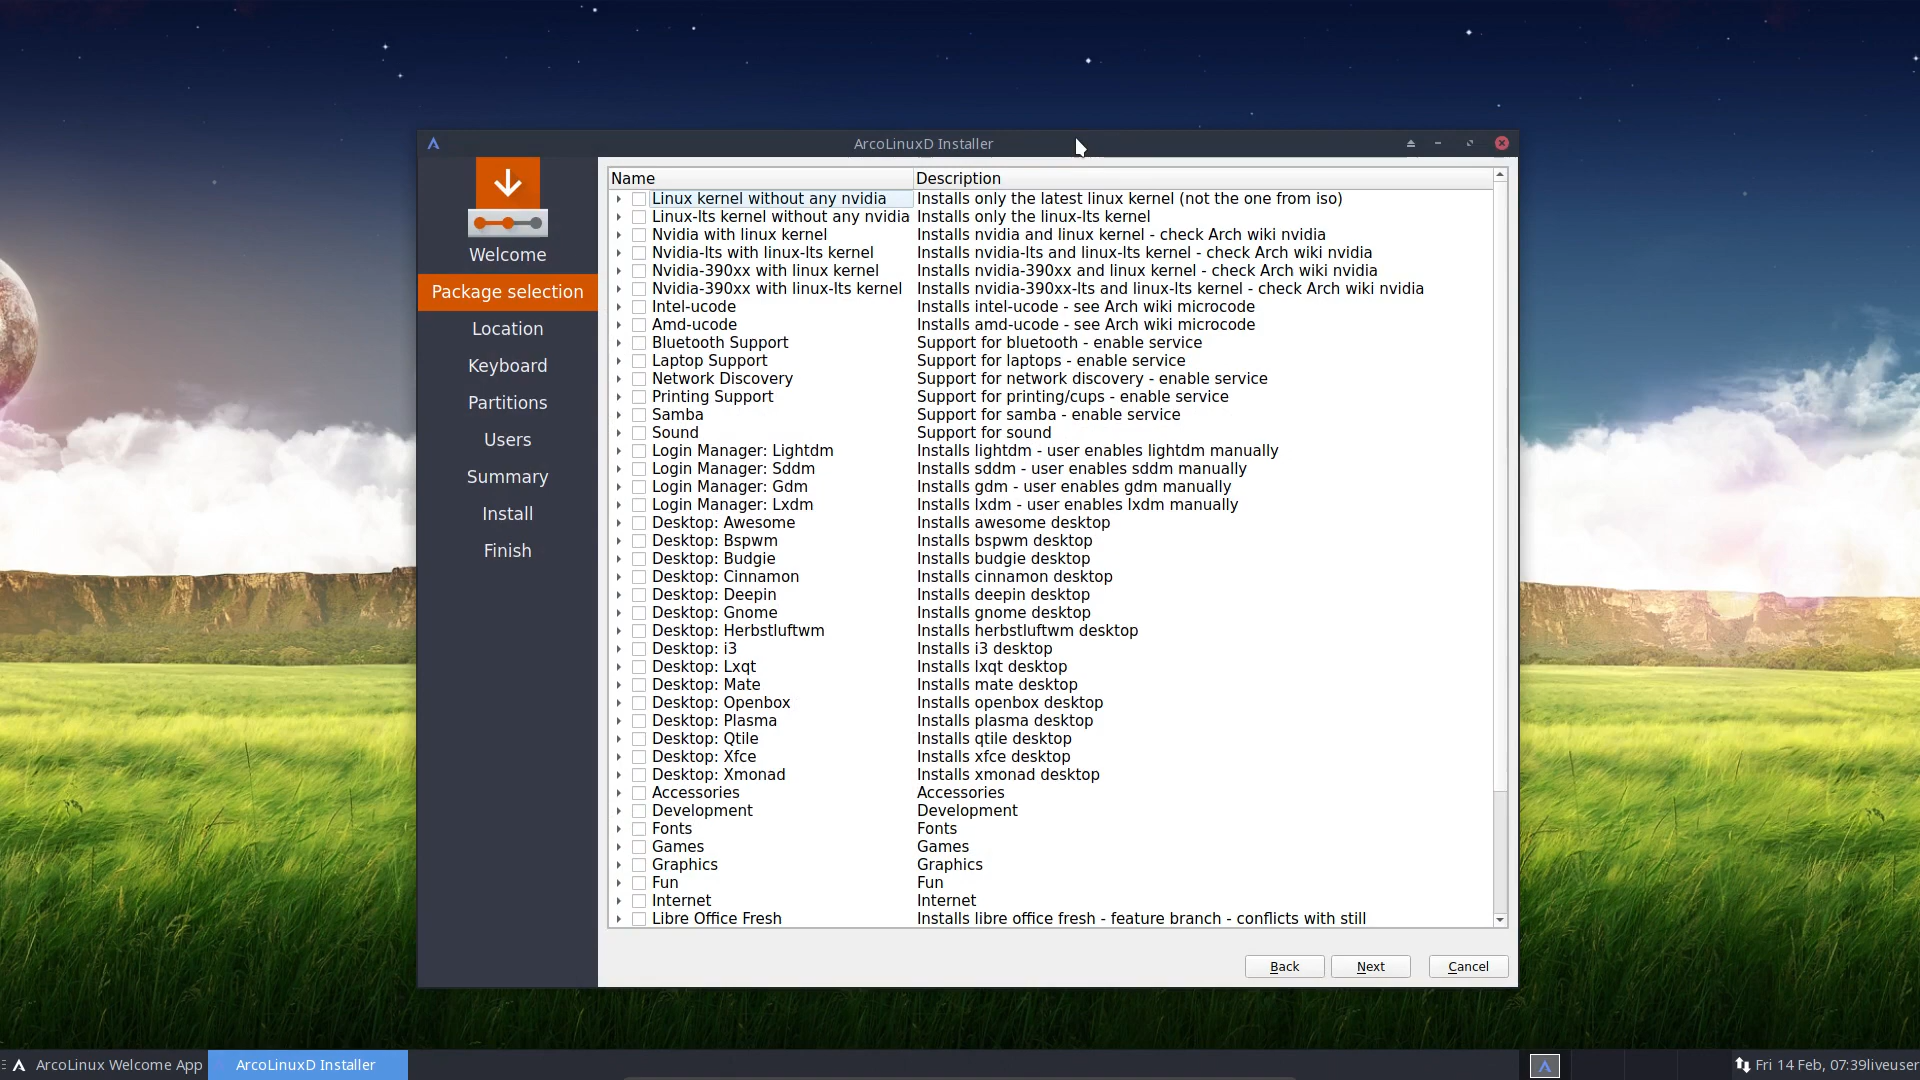 ArcoLinuxD Installer
Welcome
Package selection
Location
Keyboard
Partitions
Users
Summary
Install
Finish
Name Description
Linux kernel without any nvidia Installs only the latest linux kernel (not the one from iso)
Linux-lts kernel without any nvidia Installs only the linux-lts kernel
Nvidia with linux kernel Installs nvidia and linux kernel - check Arch wiki nvidia
Nvidia-lts with linux-lts kernel Installs nvidia-lts and linux-lts kernel - check Arch wiki nvidia
Nvidia-390xx with linux kernel Installs nvidia-390xx and linux kernel - check Arch wiki nvidia
Nvidia-390xx with linux-lts kernel Installs nvidia-390xx-lts and linux-lts kernel - check Arch wiki nvidia
Intel-ucode Installs intel-ucode - see Arch wiki microcode
Amd-ucode Installs amd-ucode - see Arch wiki microcode
Bluetooth Support Support for bluetooth - enable service
Laptop Support Support for laptops - enable service
Network Discovery Support for network discovery - enable service
Printing Support Support for printing/cups - enable service
Samba Support for samba - enable service
Sound Support for sound
Login Manager: Lightdm Installs lightdm - user enables lightdm manually
Login Manager: Sddm Installs sddm - user enables sddm manually
Login Manager: Gdm Installs gdm - user enables gdm manually
Login Manager: Lxdm Installs lxdm - user enables lxdm manually
Desktop: Awesome Installs awesome desktop
Desktop: Bspwm Installs bspwm desktop
Desktop: Budgie Installs budgie desktop
Desktop: Cinnamon Installs cinnamon desktop
Desktop: Deepin Installs deepin desktop
Desktop: Gnome Installs gnome desktop
Desktop: Herbstluftwm Installs herbstluftwm desktop
Desktop: i3 Installs i3 desktop
Desktop: Lxqt Installs lxqt desktop
Desktop: Mate Installs mate desktop
Desktop: Openbox Installs openbox desktop
Desktop: Plasma Installs plasma desktop
Desktop: Qtile Installs qtile desktop
Desktop: Xfce Installs xfce desktop
Desktop: Xmonad Installs xmonad desktop
Accessories Accessories
Development Development
Fonts Fonts
Games Games
Graphics Graphics
Fun Fun
Internet Internet
Libre Office Fresh Installs libre office fresh - feature branch - conflicts with still
Back Next Cancel
ArcoLinux Welcome App ArcoLinuxD Installer Fri 14 Feb, 07:39liveuser